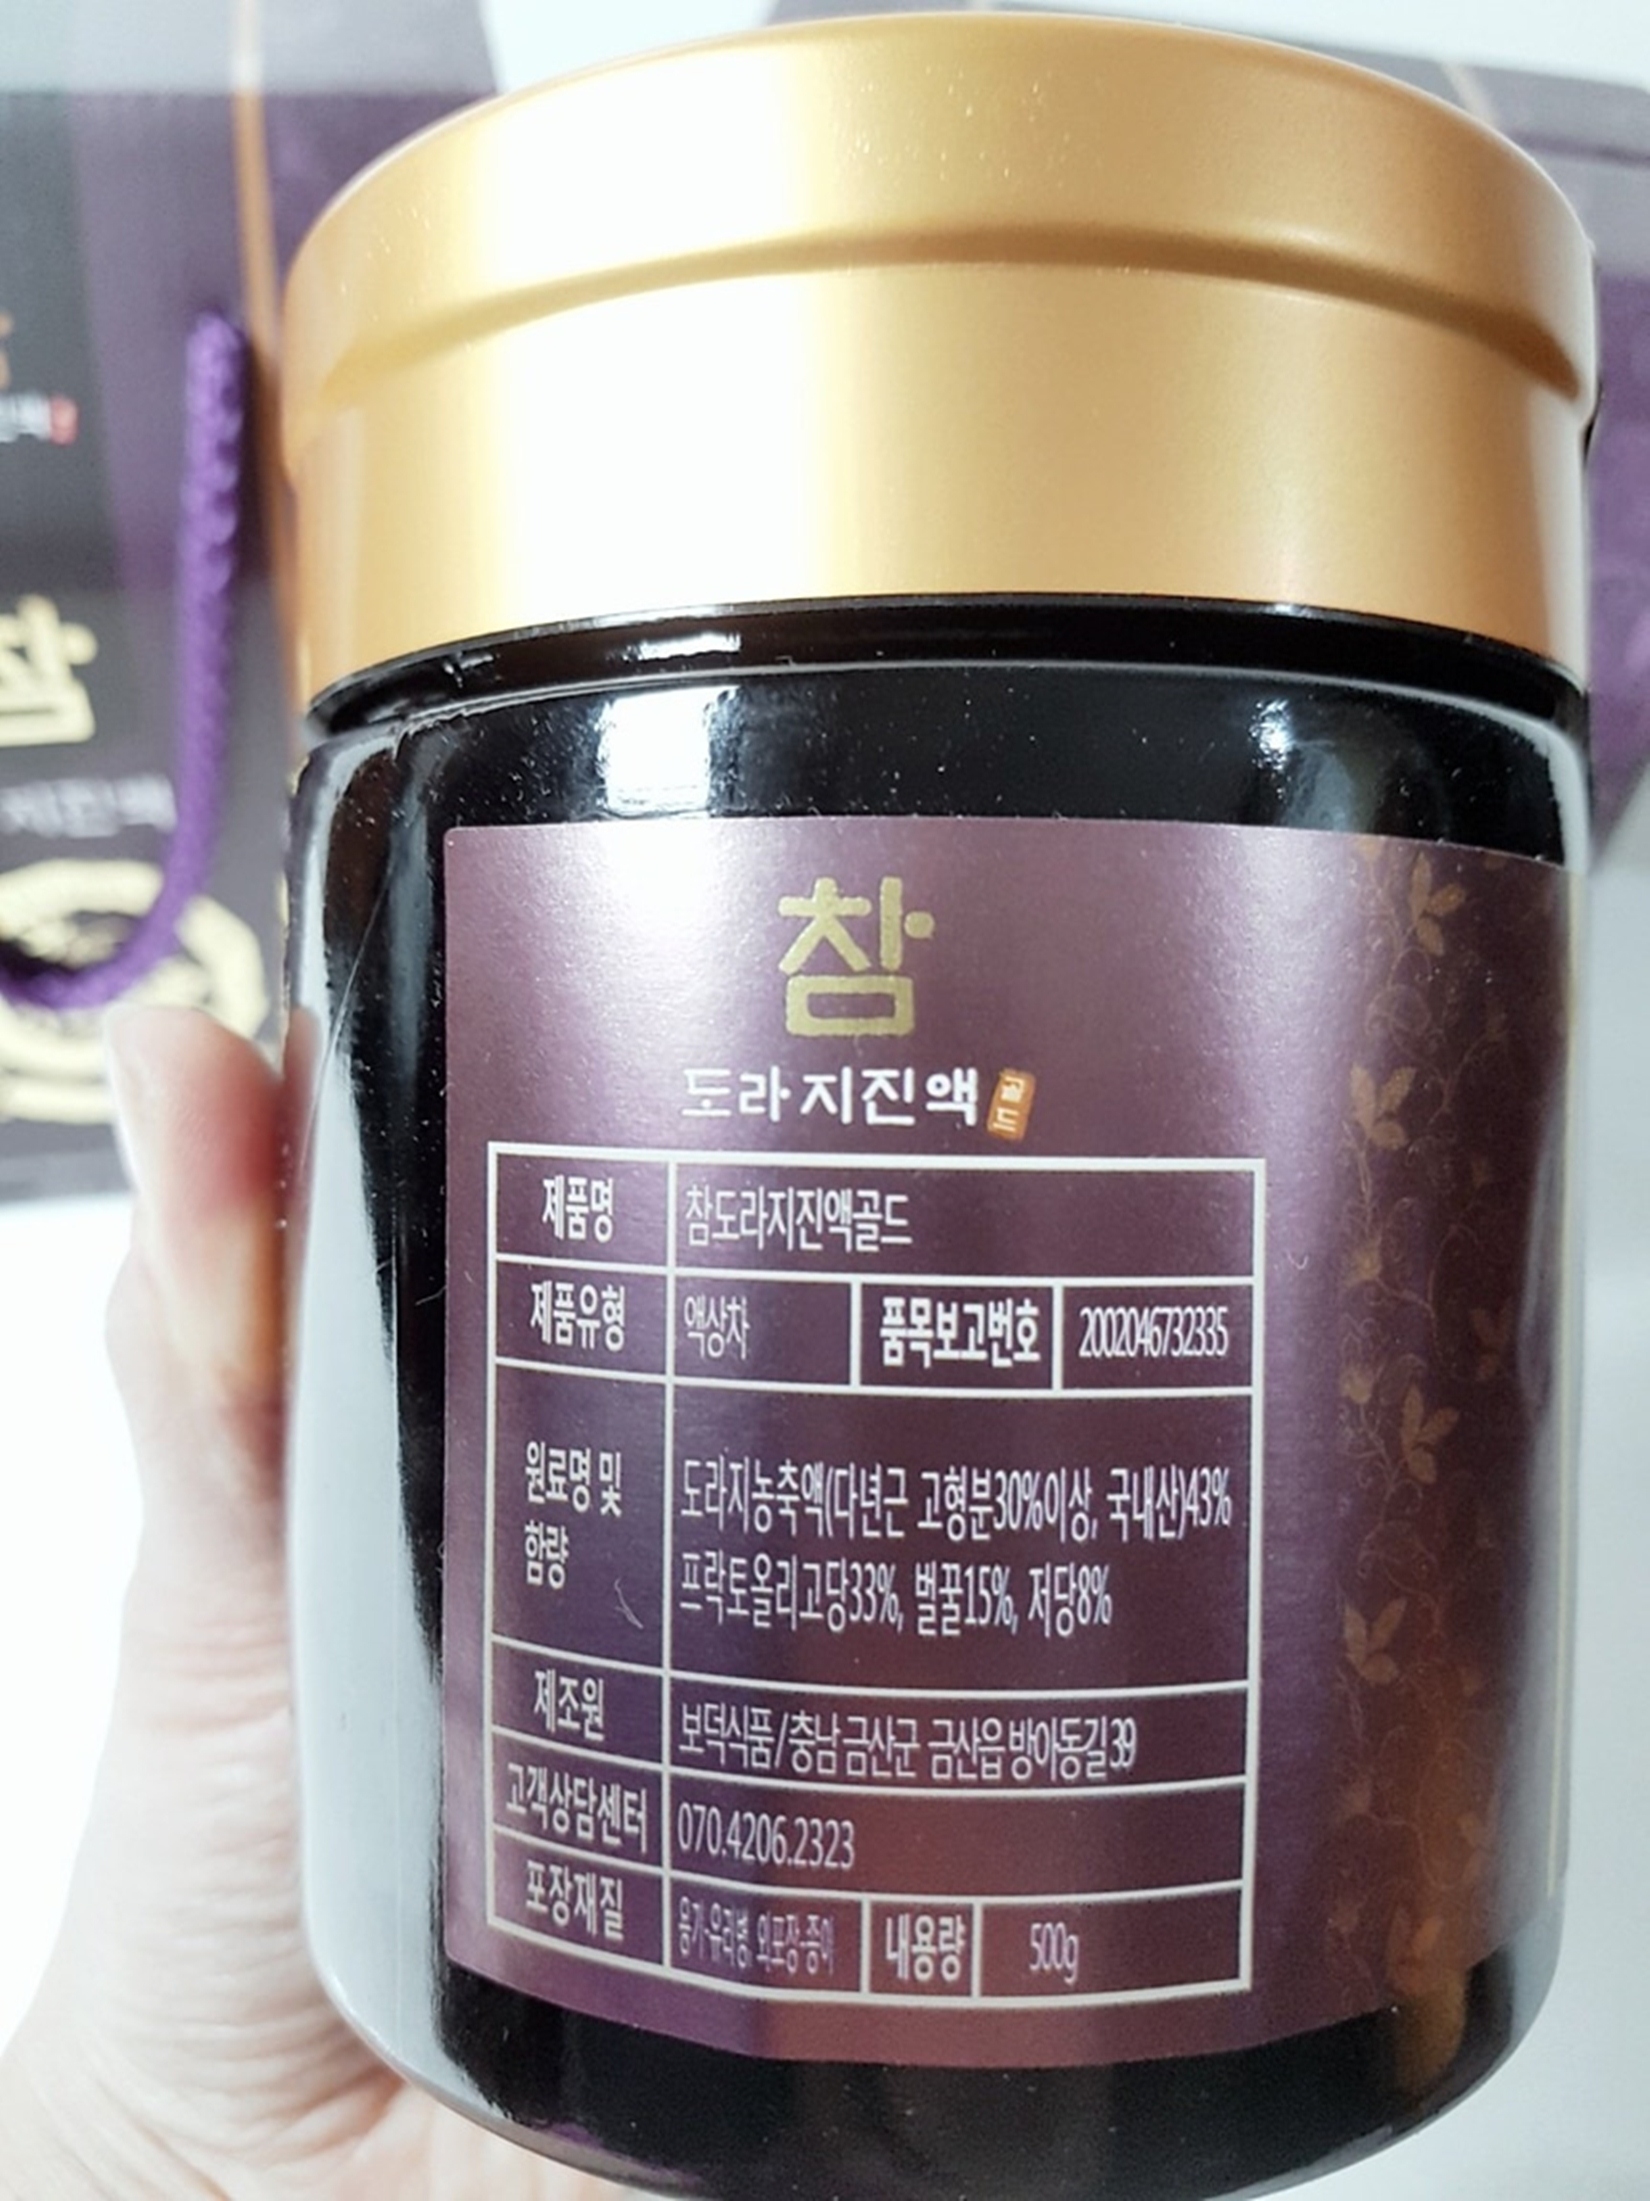 참
지진액
참
도라지진액 골드
제품명 참도라지진액골드
제품유형 액상차 품목보고번호 2002046732335
원료명 및 함량
도라지농축액(다년근 고형분30%이상, 국내산)43%
프락토올리고당33%, 벌꿀15%, 저당8%
제조원 보덕식품/충남 금산군 금산읍 방아동길39
고객상담센터 070.4206.2323
포장재질 용기-유리병, 외포장-종이 내용량 500g